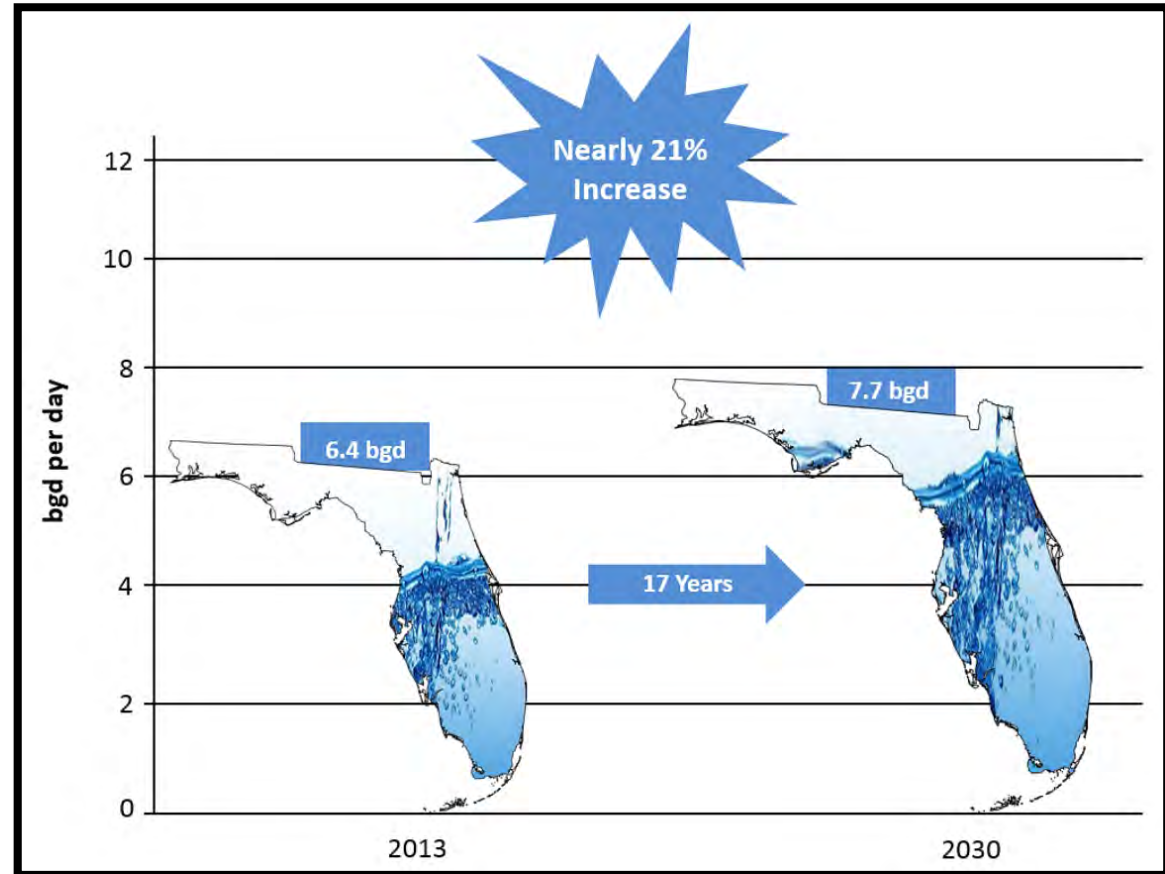 Nearly 21%
Increase
12
10
8
6
4
2
0
bgd per day
6.4 bgd
7.7 bgd
17 Years
2013
2030